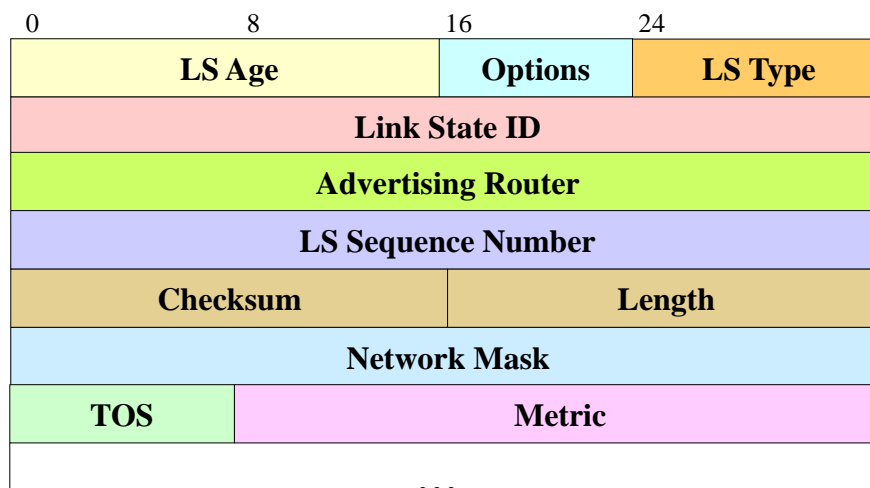 0 8 16 24
LS Age Options LS Type
Link State ID
Advertising Router
LS Sequence Number
Checksum Length
Network Mask
TOS Metric
...